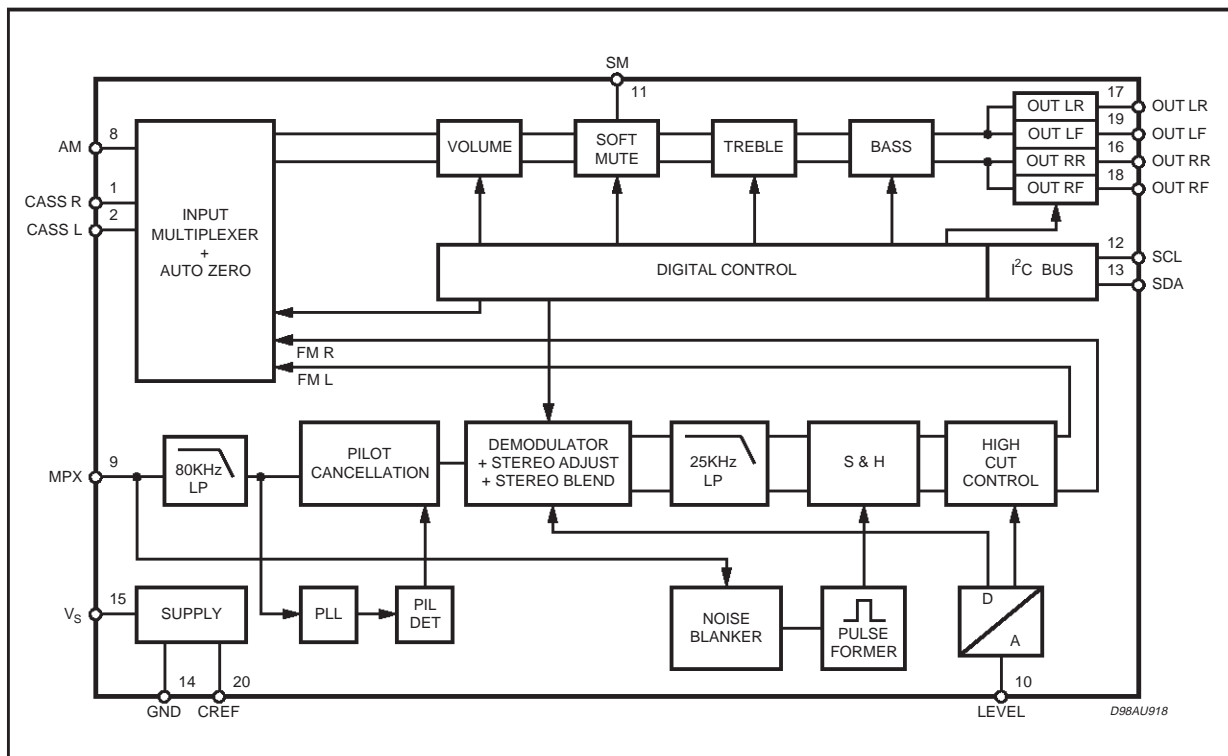 SM
11
17
OUT LR
OUT LR
AM
8
VOLUME
SOFT
MUTE
TREBLE
BASS
OUT LF
19
OUT LF
OUT RR
16
OUT RR
OUT RF
18
OUT RF
CASS R
1
CASS L
2
INPUT
MULTIPLEXER
+
AUTO ZERO
DIGITAL CONTROL
I2C BUS
12
SCL
13
SDA
FM R
FM L
MPX
9
80KHz
LP
PILOT
CANCELLATION
DEMODULATOR
+ STEREO ADJUST
+ STEREO BLEND
25KHz
LP
S & H
HIGH
CUT
CONTROL
VS
15
SUPPLY
PLL
PIL
DET
NOISE
BLANKER
PULSE
FORMER
D
A
14
20
10
GND
CREF
LEVEL
D98AU918